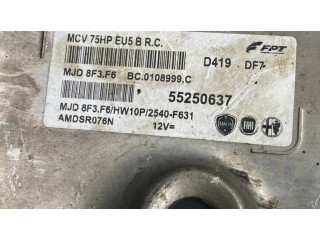 MCV 75HP EU5 B R.C.
FPT
D419 DF7
MJD 8F3.F6 BC.0108999.C
55250637
MJD 8F3.F6/HW10P/2540-F631
AMDSR076N 12V=
FIAT